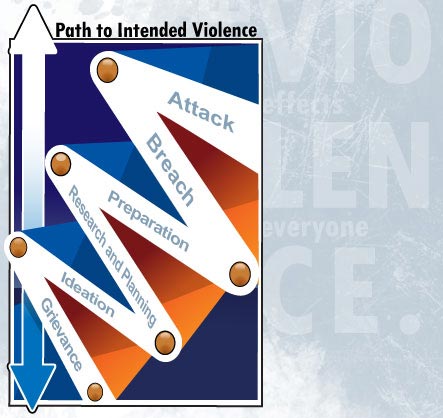 Path to Intended Violence
Attack
Breach
Preparation
Research and Planning
Ideation
Grievance
VIO
effects
LEN
everyone
CE: